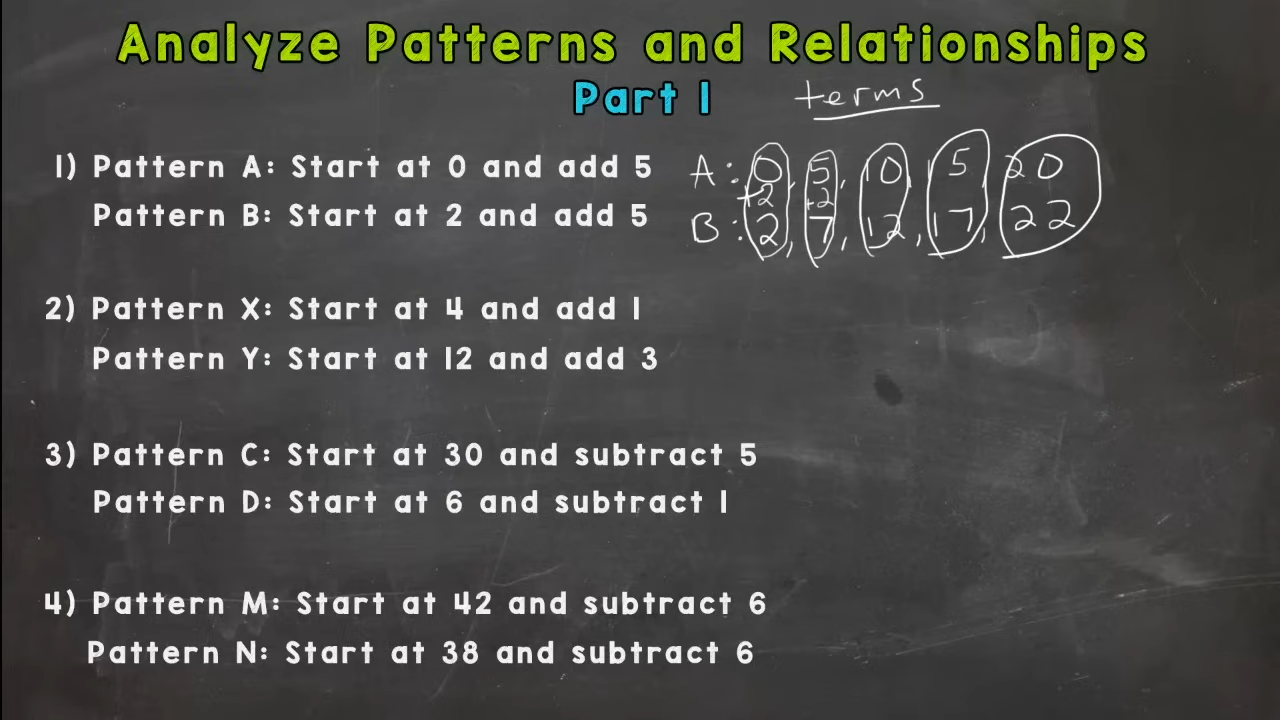 Analyze Patterns and Relationships
Part 1
terms
1) Pattern A: Start at 0 and add 5
Pattern B: Start at 2 and add 5
A: 0, 5, 10, 15, 20
+2 +2
B: 2, 7, 12, 17, 22
2) Pattern X: Start at 4 and add 1
Pattern Y: Start at 12 and add 3
3) Pattern C: Start at 30 and subtract 5
Pattern D: Start at 6 and subtract 1
4) Pattern M: Start at 42 and subtract 6
Pattern N: Start at 38 and subtract 6